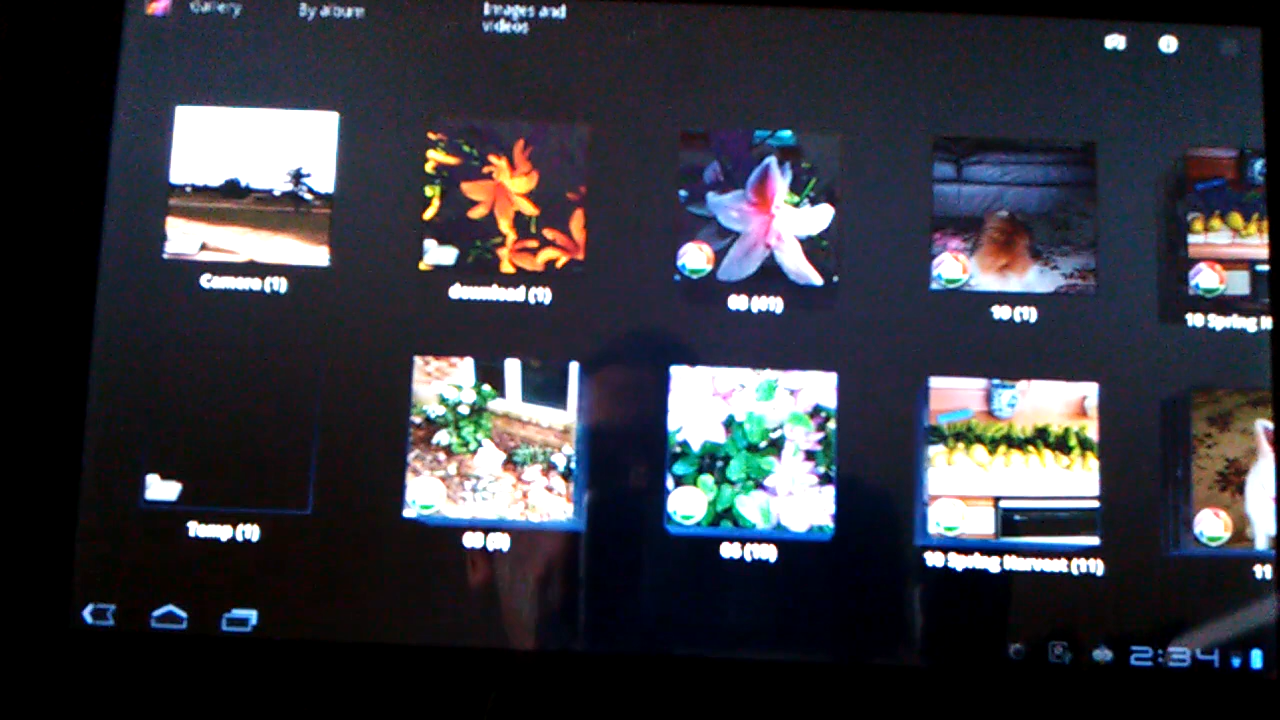 Gallery
By album
Images and
videos
Camera (1)
download (1)
10 (1)
10 Spring H
Temp (1)
10 Spring Harvest (11)
11
2:34